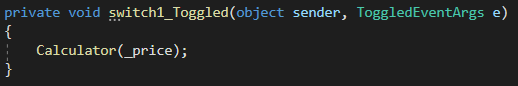 private void switch1_Toggled(object sender, ToggledEventArgs e)
{
    Calculator(_price);
}